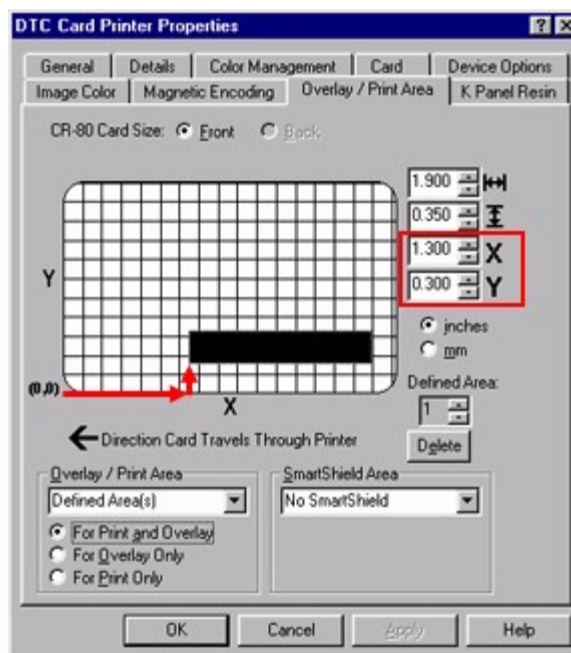 DTC Card Printer Properties ? ×
General Details Color Management Card Device Options
Image Color Magnetic Encoding Overlay / Print Area K Panel Resin
CR-80 Card Size: Front Back
1.900
0.350
1.300 X
0.300 Y
Y
inches
mm
(0,0)
X
Defined Area:
1
Direction Card Travels Through Printer
Delete
Overlay / Print Area
Defined Area(s)
For Print and Overlay
For Overlay Only
For Print Only
SmartShield Area
No SmartShield
OK Cancel Apply Help